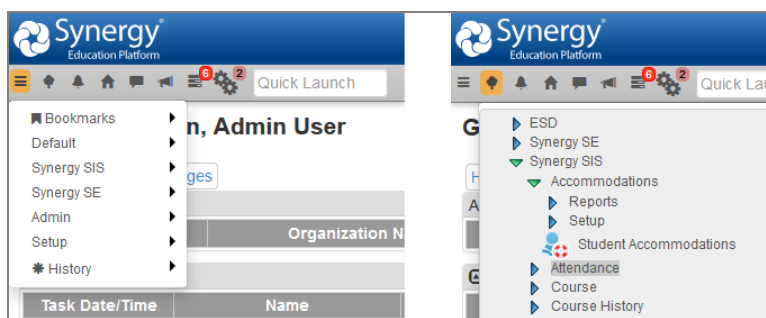 Synergy
Education Platform
6 2
Quick Launch
Bookmarks
Default
Synergy SIS
Synergy SE
Admin
Setup
History
n, Admin User
ges
Organization N
Task Date/Time Name
Synergy
Education Platform
6 2
Quick Lau
G
H
A
ESD
Synergy SE
Synergy SIS
Accommodations
Reports
Setup
Student Accommodations
Attendance
Course
Course History